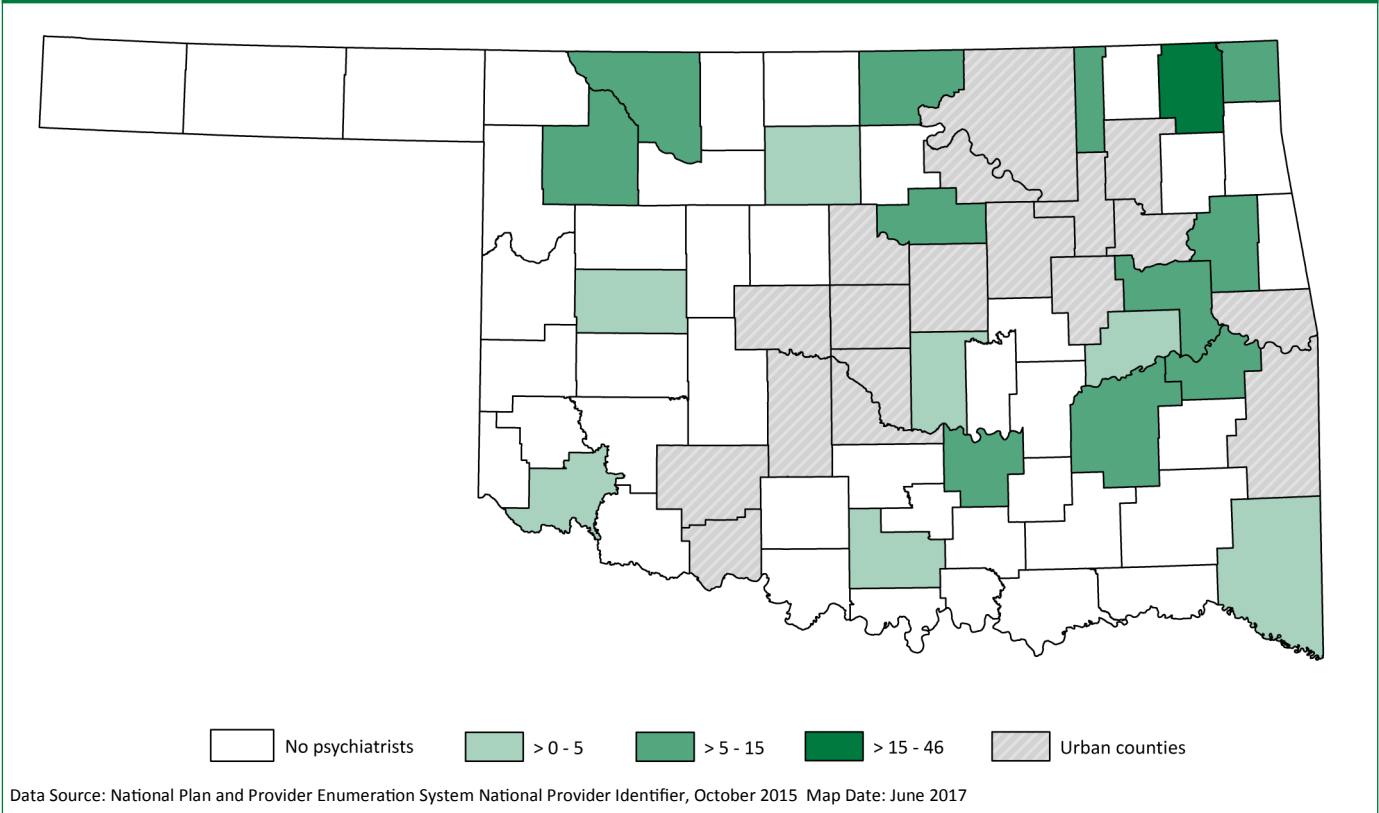 No psychiatrists > 0 - 5 > 5 - 15 > 15 - 46 Urban counties
Data Source: National Plan and Provider Enumeration System National Provider Identifier, October 2015 Map Date: June 2017